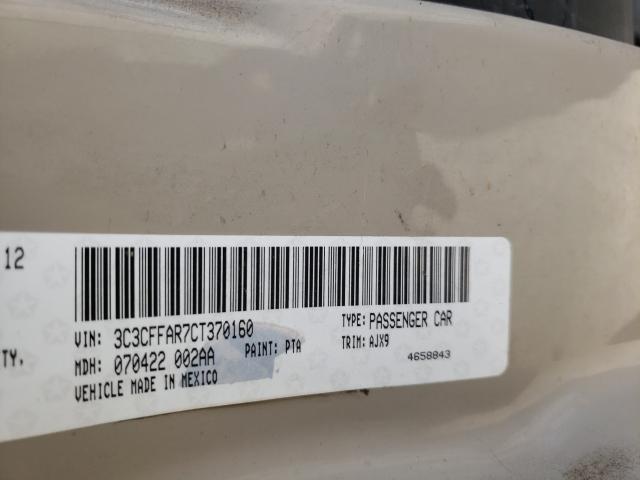 12
TY.
VIN: 3C3CFFAR7CT370160
TYPE: PASSENGER CAR
MDH: 070422 002AA PAINT: PTA
TRIM: AJX9
VEHICLE MADE IN MEXICO
4658843